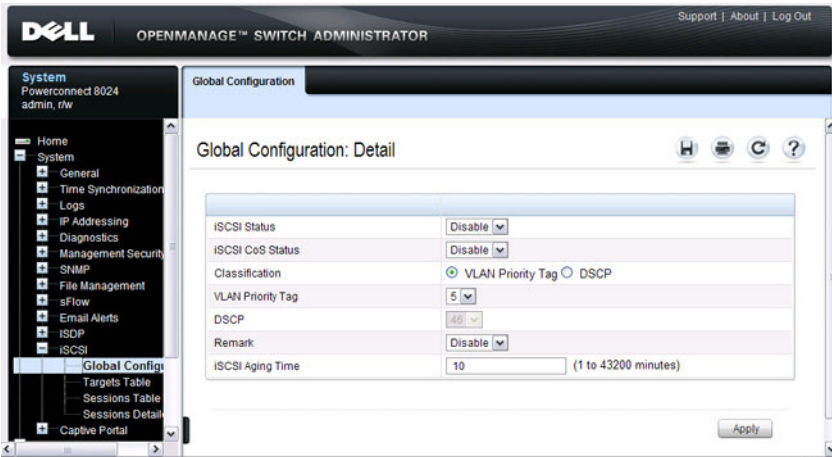 Support | About | Log Out
DELL OPENMANAGE™ SWITCH ADMINISTRATOR
System
Powerconnect 8024
admin, r/w
Home
System
General
Time Synchronization
Logs
IP Addressing
Diagnostics
Management Security
SNMP
File Management
sFlow
Email Alerts
ISDP
iSCSI
Global Configu
Targets Table
Sessions Table
Sessions Detaile
Captive Portal
Global Configuration
Global Configuration: Detail
iSCSI Status Disable
iSCSI CoS Status Disable
Classification VLAN Priority Tag DSCP
VLAN Priority Tag 5
DSCP 46
Remark Disable
iSCSI Aging Time 10 (1 to 43200 minutes)
Apply